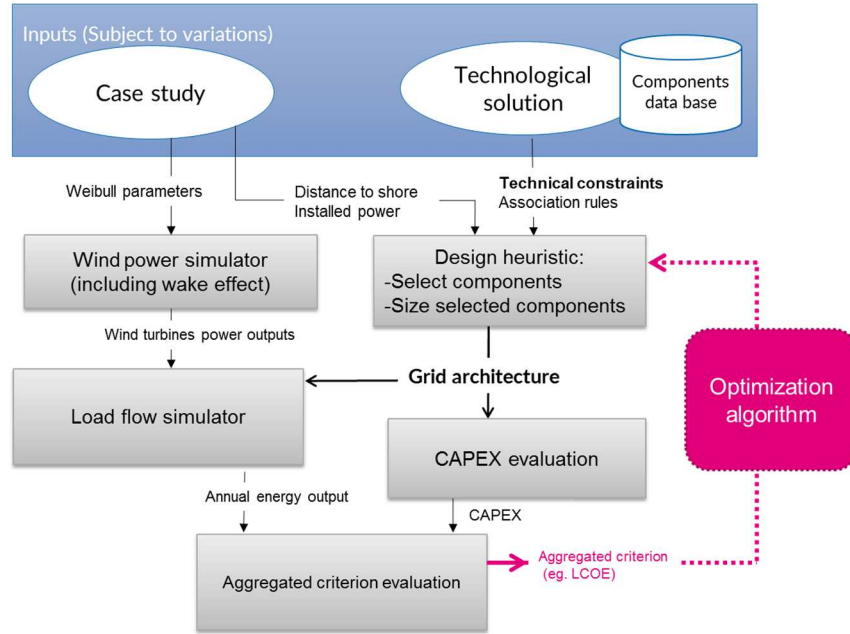 Inputs (Subject to variations)
Case study
Technological
solution
Components
data base
Weibull parameters
Distance to shore
Installed power
Technical constraints
Association rules
Wind power simulator
(including wake effect)
Design heuristic:
-Select components
-Size selected components
Wind turbines power outputs
Grid architecture
Optimization
algorithm
Load flow simulator
CAPEX evaluation
Annual energy output
CAPEX
Aggregated criterion evaluation
Aggregated criterion
(eg. LCOE)